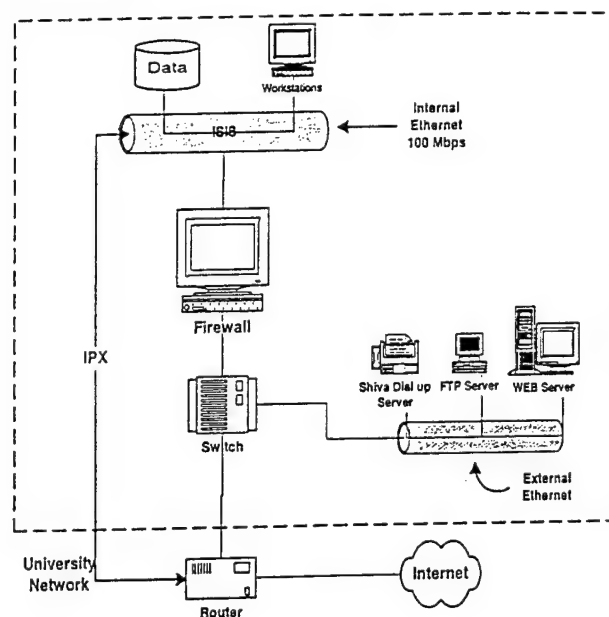 Data
Workstations
ISIS
Internal
Ethernet
100 Mbps
Firewall
IPX
Shiva Dial up
Server
FTP Server
WEB Server
Switch
External
Ethernet
University
Network
Router
Internet